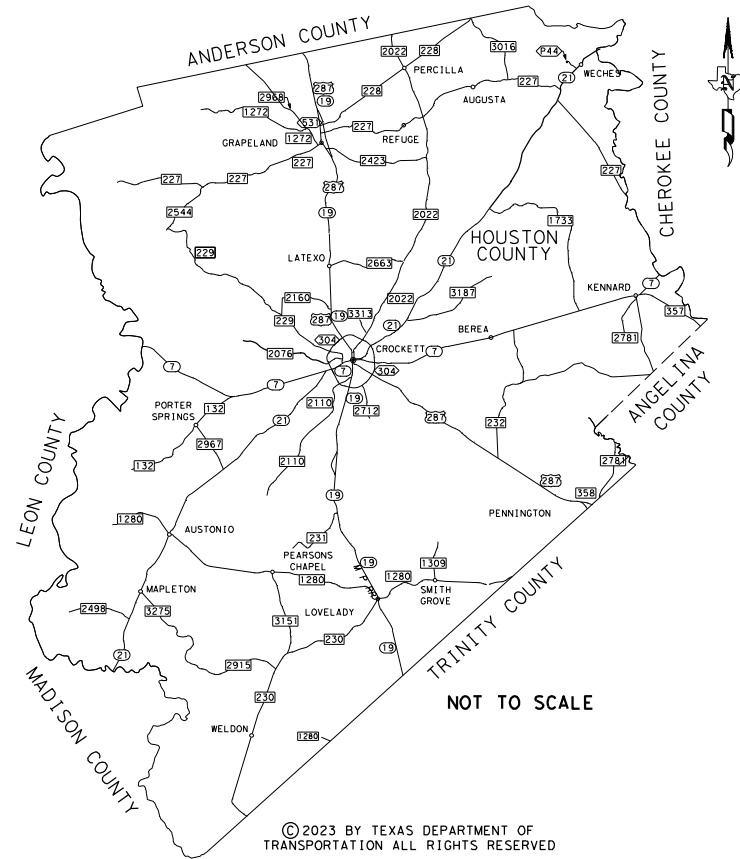 ANDERSON COUNTY
2022
228
3016
P44
WECHES
PERCILLA
21
227
287
19
228
AUGUSTA
2968
1272
531
227
REFUGE
GRAPELAND
1272
227
2423
CHEROKEE COUNTY
N
227
227
227
287
2544
19
2022
1733
HOUSTON
COUNTY
229
LATEXO
2663
21
KENNARD
7
2160
2022
3187
357
229
287
19
3313
21
BEREA
2781
304
CROCKETT
7
2076
7
304
7
7
ANGELINA
COUNTY
PORTER
SPRINGS
132
2110
19
2712
21
287
232
2967
132
2110
2781
LEON COUNTY
19
287
358
1280
AUSTONIO
231
PENNINGTON
PEARSONS
CHAPEL
19
1309
1280
1280
SMITH
GROVE
MAPLETON
2498
3275
LOVELADY
3151
230
19
TRINITY COUNTY
21
2915
MADISON COUNTY
230
NOT TO SCALE
WELDON
1280
© 2023 BY TEXAS DEPARTMENT OF
TRANSPORTATION ALL RIGHTS RESERVED